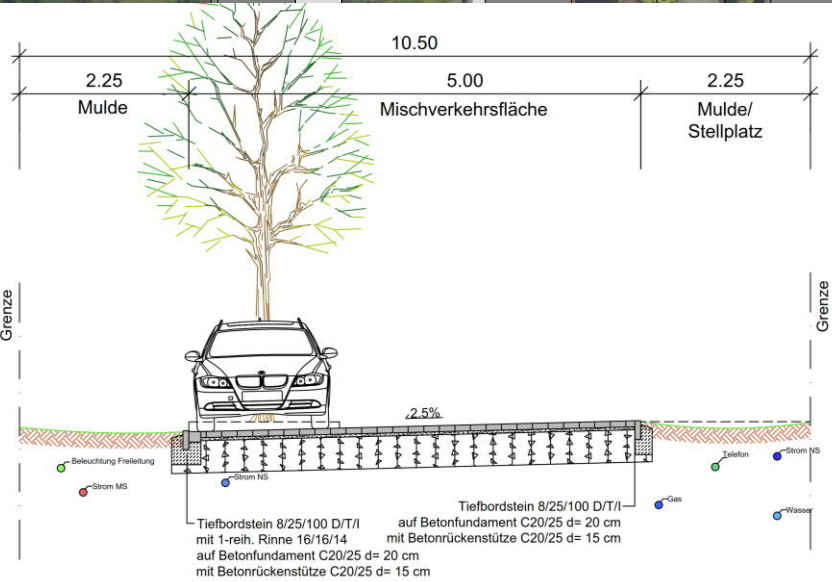 10.50
2.25
5.00
2.25
Mulde
Mischverkehrsfläche
Mulde/
Stellplatz
Grenze
Grenze
2.5%
Beleuchtung Freileitung
Strom MS
Strom NS
Telefon
Strom NS
Gas
Wasser
Tiefbordstein 8/25/100 D/T/I
mit 1-reih. Rinne 16/16/14
auf Betonfundament C20/25 d= 20 cm
mit Betonrückenstütze C20/25 d= 15 cm
Tiefbordstein 8/25/100 D/T/I
auf Betonfundament C20/25 d= 20 cm
mit Betonrückenstütze C20/25 d= 15 cm